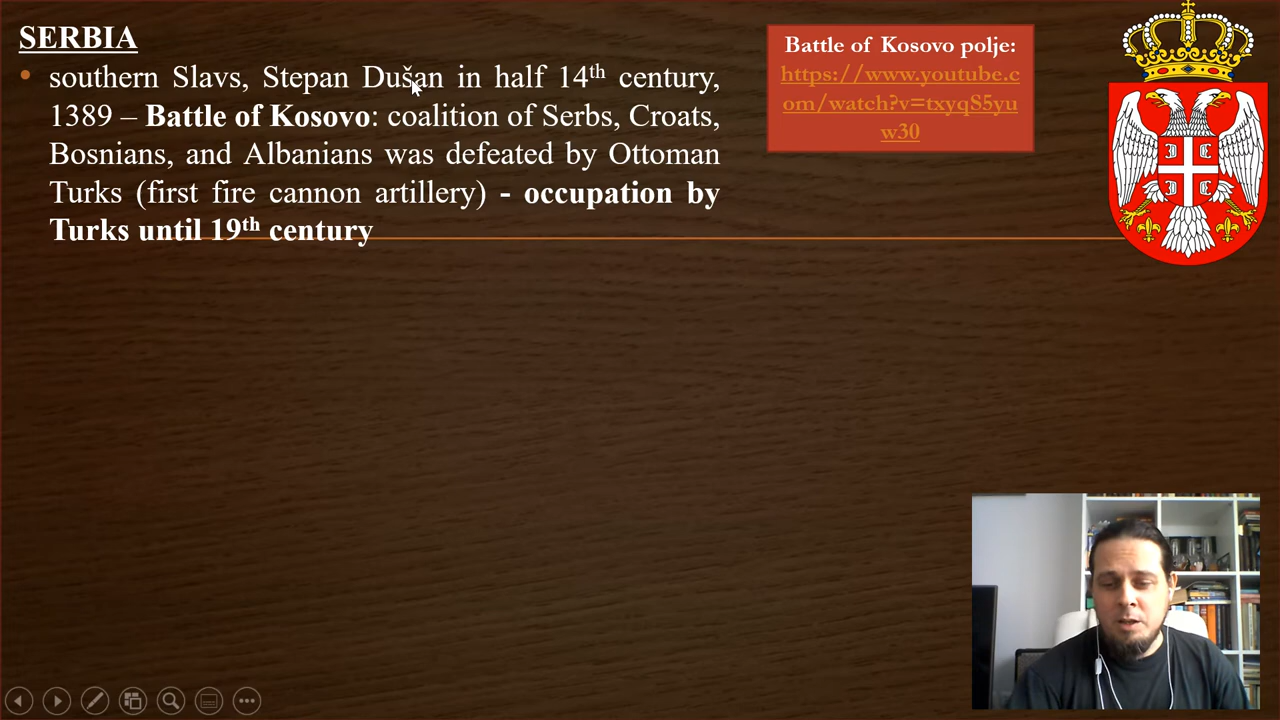 SERBIA
southern Slavs, Stepan Dušan in half 14th century,
1389 – Battle of Kosovo: coalition of Serbs, Croats,
Bosnians, and Albanians was defeated by Ottoman
Turks (first fire cannon artillery) - occupation by
Turks until 19th century
Battle of Kosovo polje:
https://www.youtube.c
om/watch?v=txyqS5yu
w30